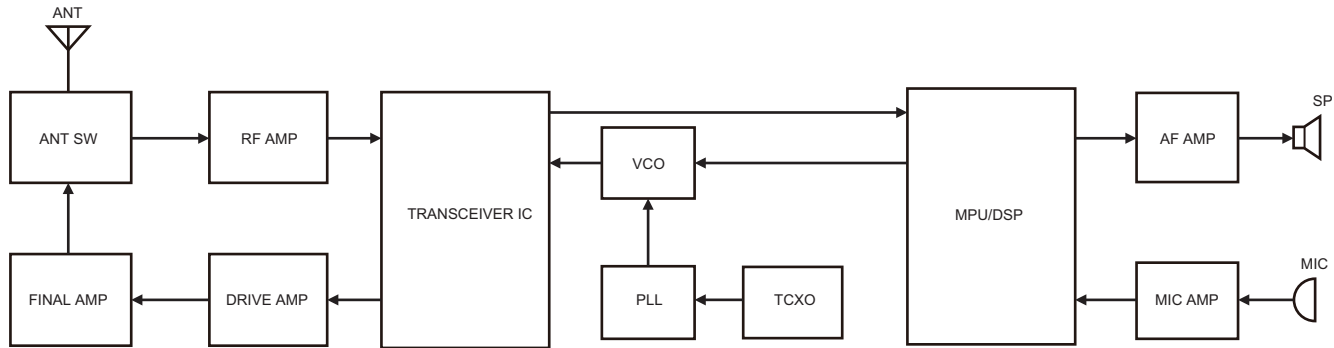 ANT
ANT SW
RF AMP
TRANSCEIVER IC
VCO
MPU/DSP
AF AMP
SP
FINAL AMP
DRIVE AMP
PLL
TCXO
MIC AMP
MIC